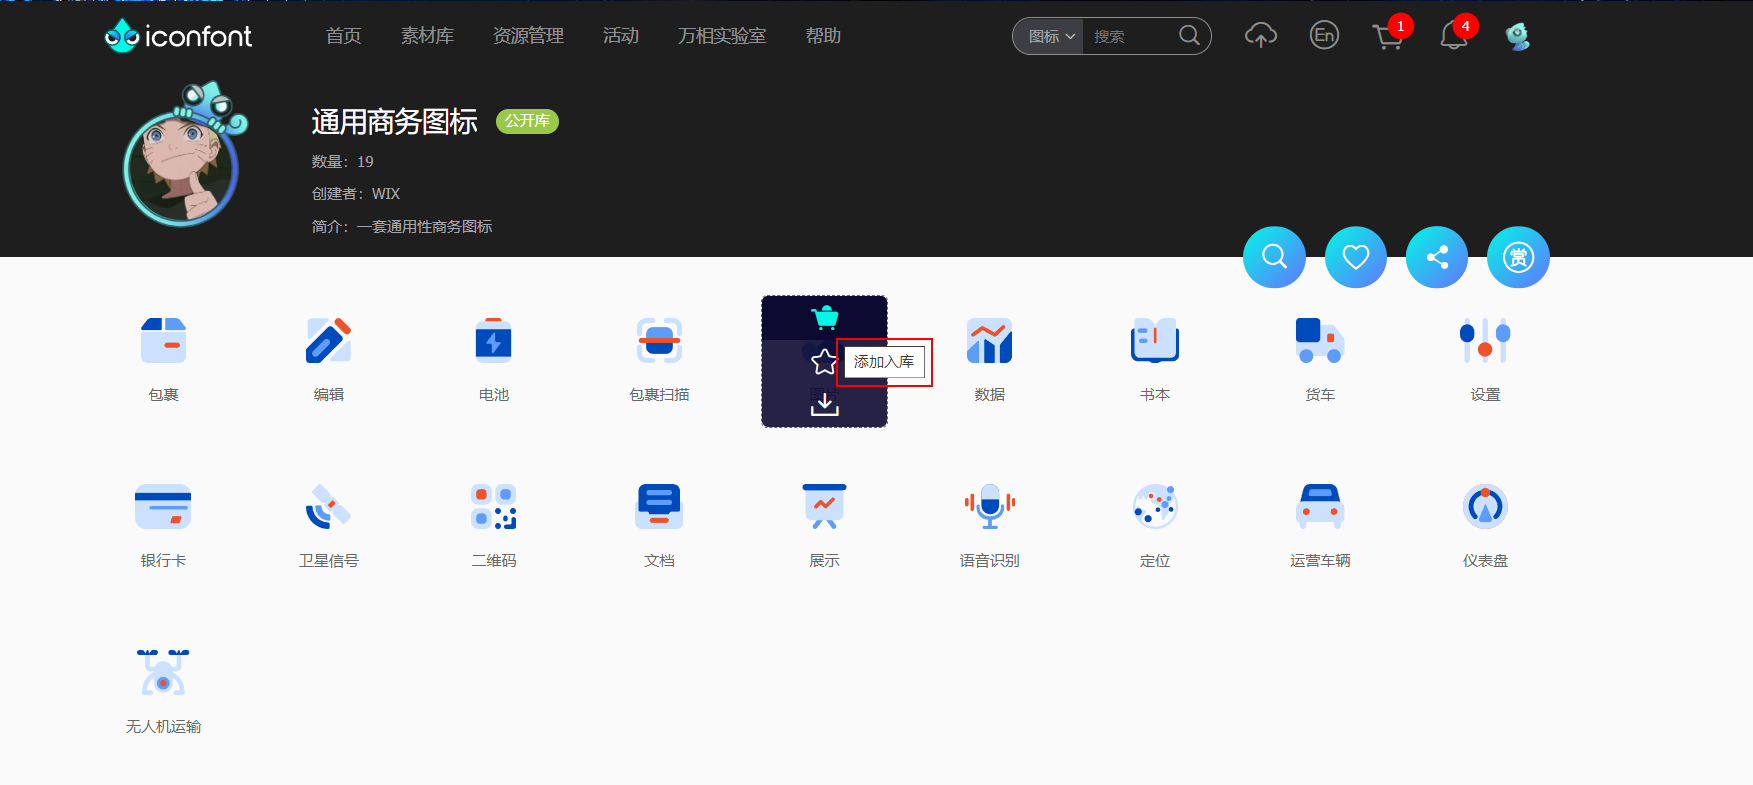 iconfont
首页
素材库
资源管理
活动
万相实验室
帮助
图标
搜索
En
1
4
通用商务图标
公开库
数量：19
创建者：WIX
简介：一套通用性商务图标
赏
添加入库
包裹
编辑
电池
包裹扫描
数据
书本
货车
设置
银行卡
卫星信号
二维码
文档
展示
语音识别
定位
运营车辆
仪表盘
无人机运输